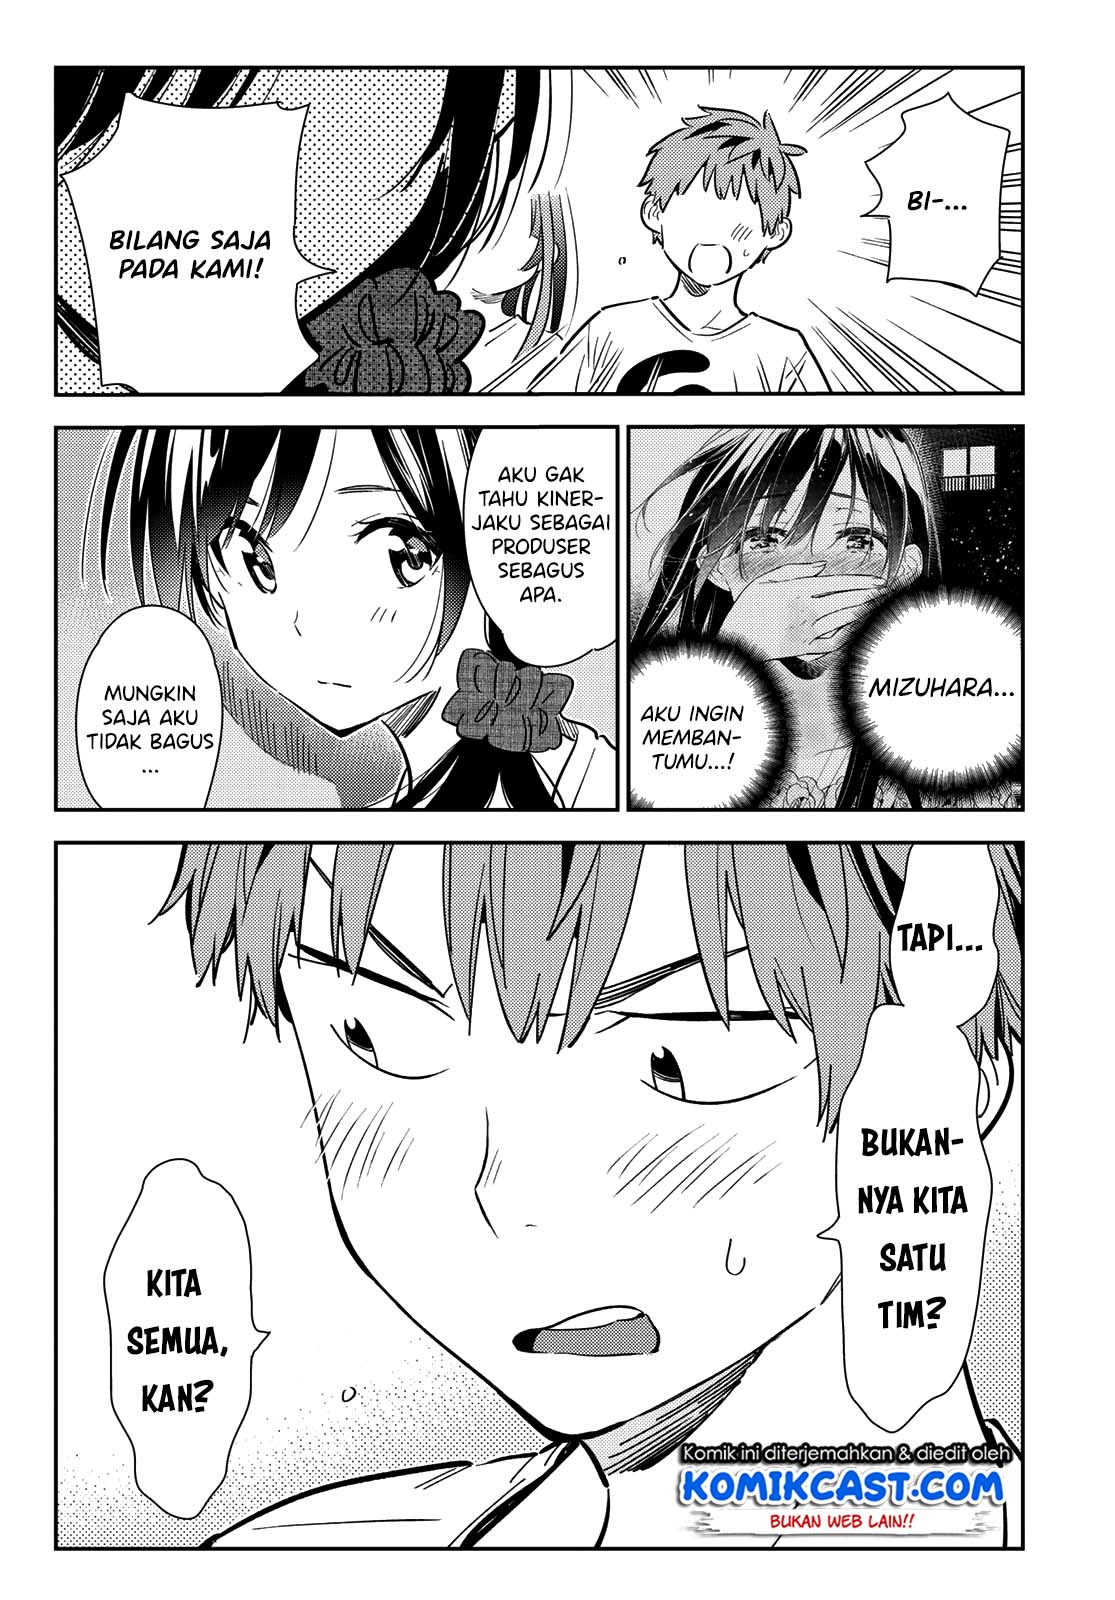 BI-...
BILANG SAJA
PADA KAMI!
MIZUHARA...
AKU INGIN
MEMBAN-
TUMU...!
AKU GAK
TAHU KINER-
JAKU SEBAGAI
PRODUSER
SEBAGUS
APA.
MUNGKIN
SAJA AKU
TIDAK BAGUS
...
TAPI...
BUKAN-
NYA KITA
SATU
TIM?
KITA
SEMUA,
KAN?
Komik ini diterjemahkan & diedit oleh
KOMIKCAST.COM
BUKAN WEB LAIN!!